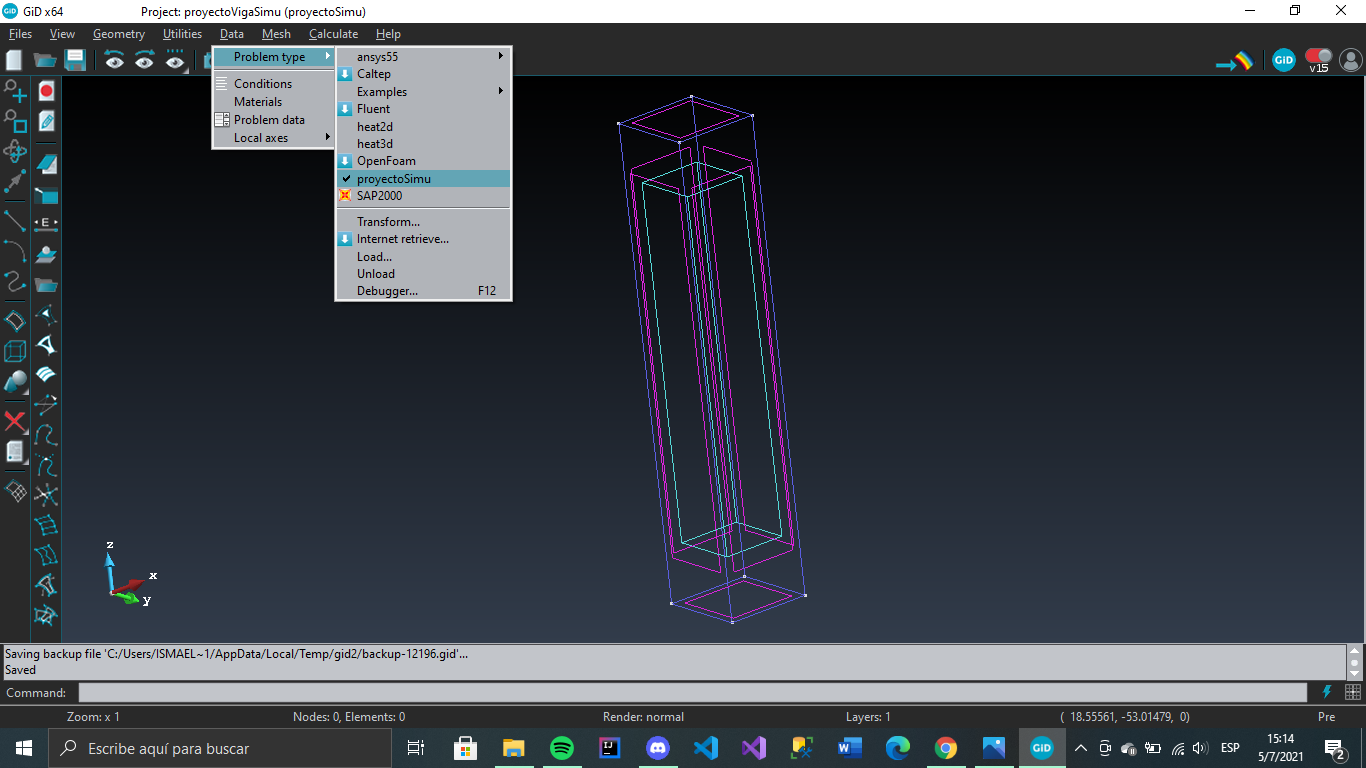 GiD x64 Project: proyectoVigaSimu (proyectoSimu)
Files View Geometry Utilities Data Mesh Calculate Help
GiD v15
Problem type
Conditions
Materials
Problem data
Local axes
ansys55
Caltep
Examples
Fluent
heat2d
heat3d
OpenFoam
proyectoSimu
SAP2000
Transform...
Internet retrieve...
Load...
Unload
Debugger... F12
E
z
x
y
Saving backup file 'C:/Users/ISMAEL~1/AppData/Local/Temp/gid2/backup-12196.gid'...
Saved
Command:
Zoom: x 1 Nodes: 0, Elements: 0 Render: normal Layers: 1 ( 18.55561, -53.01479, 0) Pre
Escribe aquí para buscar
GiD
ESP
15:14
5/7/2021
2